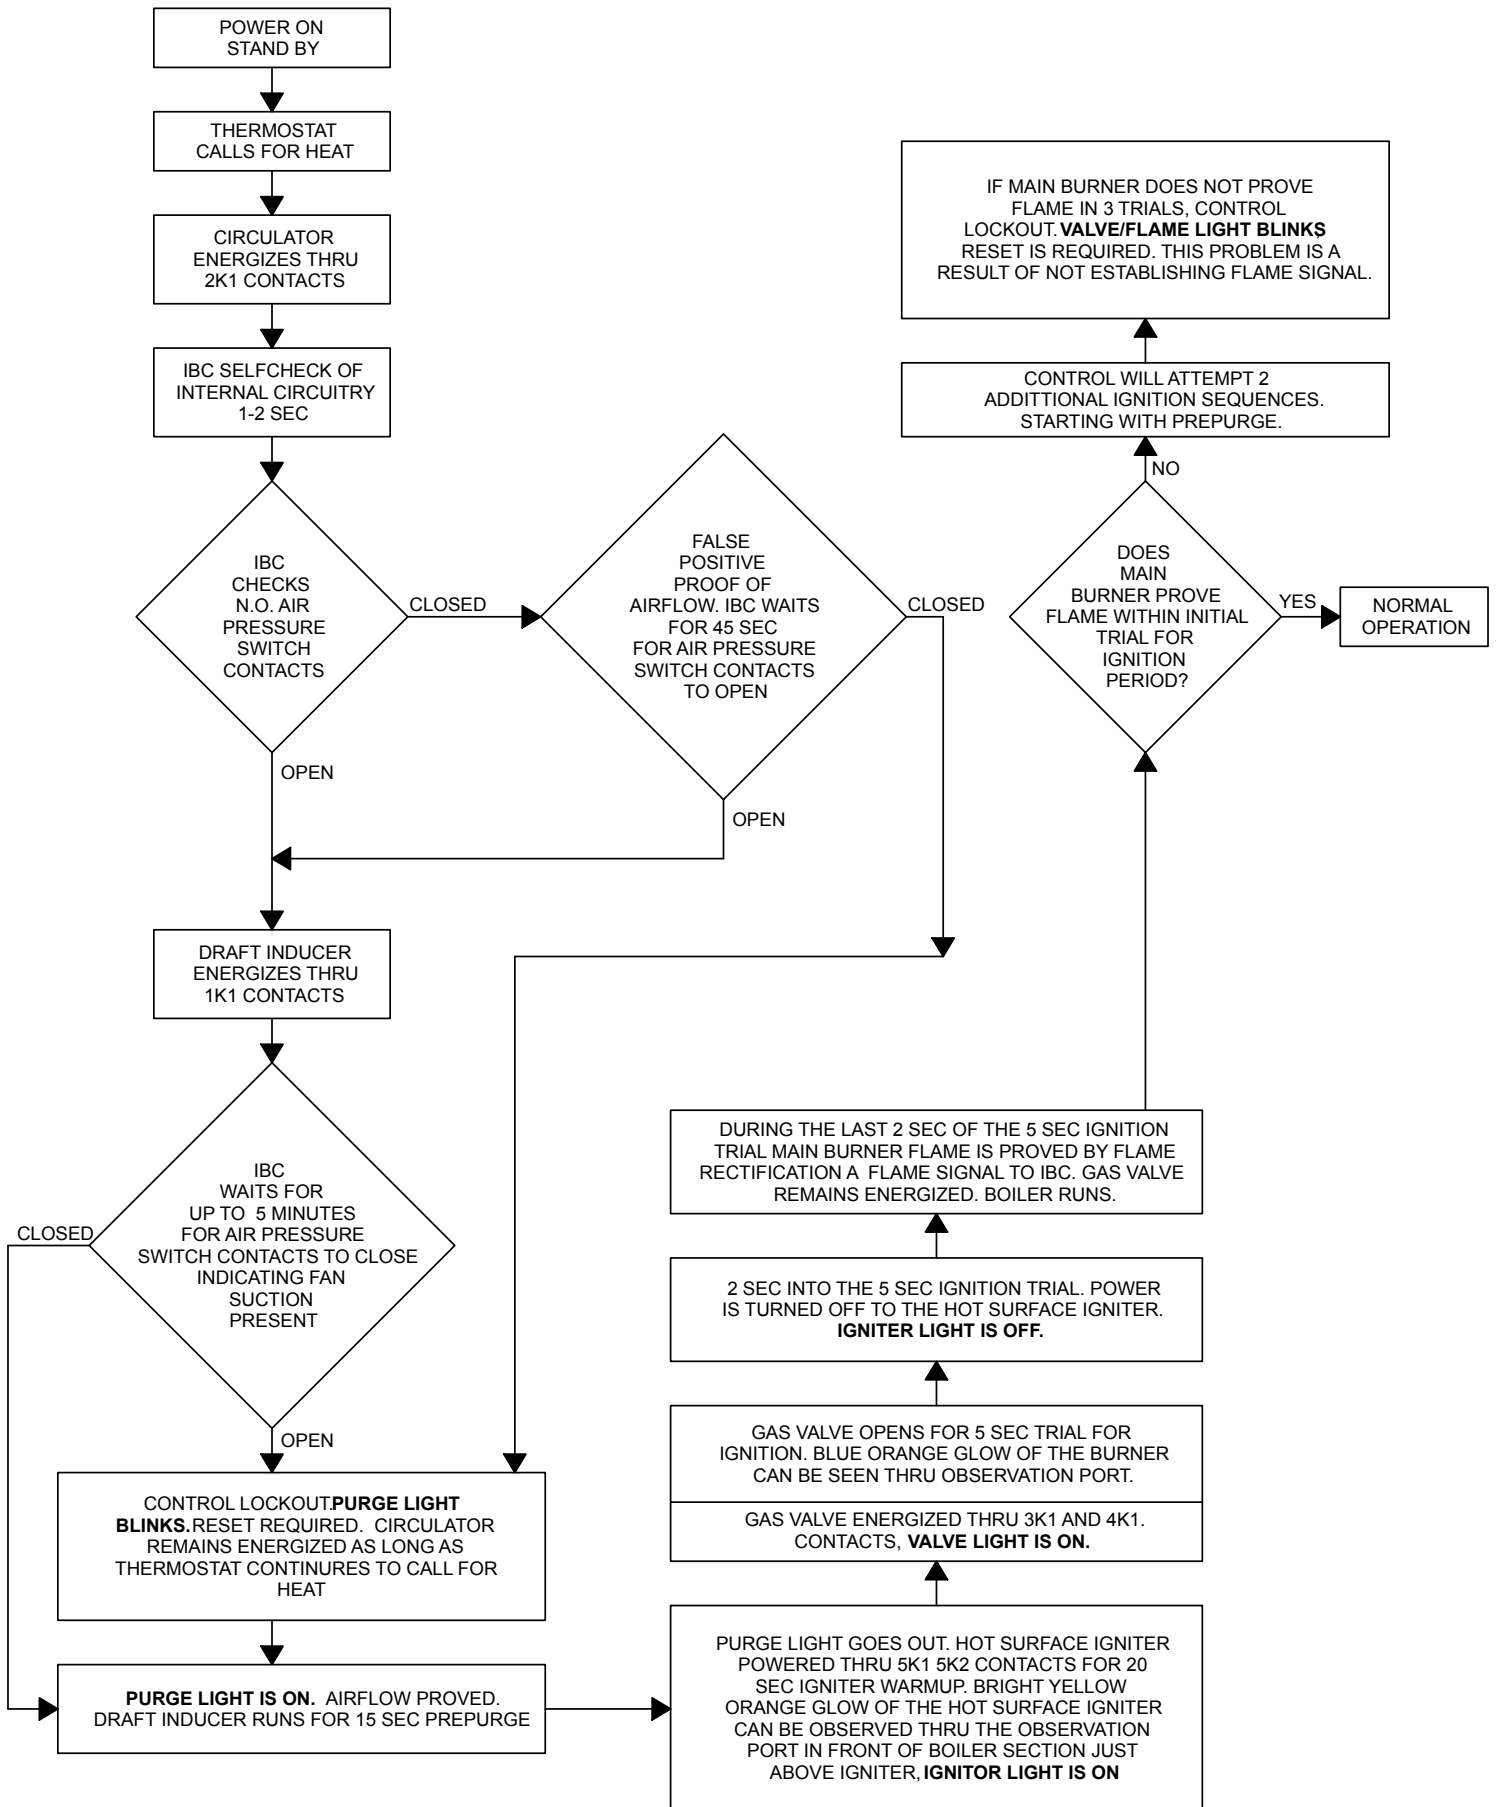 POWER ON
STAND BY
THERMOSTAT
CALLS FOR HEAT
CIRCULATOR
ENERGIZES THRU
2K1 CONTACTS
IBC SELFCHECK OF
INTERNAL CIRCUITRY
1-2 SEC
IBC
CHECKS
N.O. AIR
PRESSURE
SWITCH
CONTACTS
CLOSED
OPEN
FALSE
POSITIVE
PROOF OF
AIRFLOW. IBC WAITS
FOR 45 SEC
FOR AIR PRESSURE
SWITCH CONTACTS
TO OPEN
CLOSED
OPEN
DRAFT INDUCER
ENERGIZES THRU
1K1 CONTACTS
IBC
WAITS FOR
UP TO 5 MINUTES
FOR AIR PRESSURE
SWITCH CONTACTS TO CLOSE
INDICATING FAN
SUCTION
PRESENT
CLOSED
OPEN
CONTROL LOCKOUT.PURGE LIGHT
BLINKS.RESET REQUIRED. CIRCULATOR
REMAINS ENERGIZED AS LONG AS
THERMOSTAT CONTINURES TO CALL FOR
HEAT
PURGE LIGHT IS ON. AIRFLOW PROVED.
DRAFT INDUCER RUNS FOR 15 SEC PREPURGE
PURGE LIGHT GOES OUT. HOT SURFACE IGNITER
POWERED THRU 5K1 5K2 CONTACTS FOR 20
SEC IGNITER WARMUP. BRIGHT YELLOW
ORANGE GLOW OF THE HOT SURFACE IGNITER
CAN BE OBSERVED THRU THE OBSERVATION
PORT IN FRONT OF BOILER SECTION JUST
ABOVE IGNITER, IGNITOR LIGHT IS ON
GAS VALVE OPENS FOR 5 SEC TRIAL FOR
IGNITION. BLUE ORANGE GLOW OF THE BURNER
CAN BE SEEN THRU OBSERVATION PORT.
GAS VALVE ENERGIZED THRU 3K1 AND 4K1.
CONTACTS, VALVE LIGHT IS ON.
2 SEC INTO THE 5 SEC IGNITION TRIAL. POWER
IS TURNED OFF TO THE HOT SURFACE IGNITER.
IGNITER LIGHT IS OFF.
DURING THE LAST 2 SEC OF THE 5 SEC IGNITION
TRIAL MAIN BURNER FLAME IS PROVED BY FLAME
RECTIFICATION A FLAME SIGNAL TO IBC. GAS VALVE
REMAINS ENERGIZED. BOILER RUNS.
DOES
MAIN
BURNER PROVE
FLAME WITHIN INITIAL
TRIAL FOR
IGNITION
PERIOD?
YES
NORMAL
OPERATION
NO
CONTROL WILL ATTEMPT 2
ADDITTIONAL IGNITION SEQUENCES.
STARTING WITH PREPURGE.
IF MAIN BURNER DOES NOT PROVE
FLAME IN 3 TRIALS, CONTROL
LOCKOUT. VALVE/FLAME LIGHT BLINKS,
RESET IS REQUIRED. THIS PROBLEM IS A
RESULT OF NOT ESTABLISHING FLAME SIGNAL.